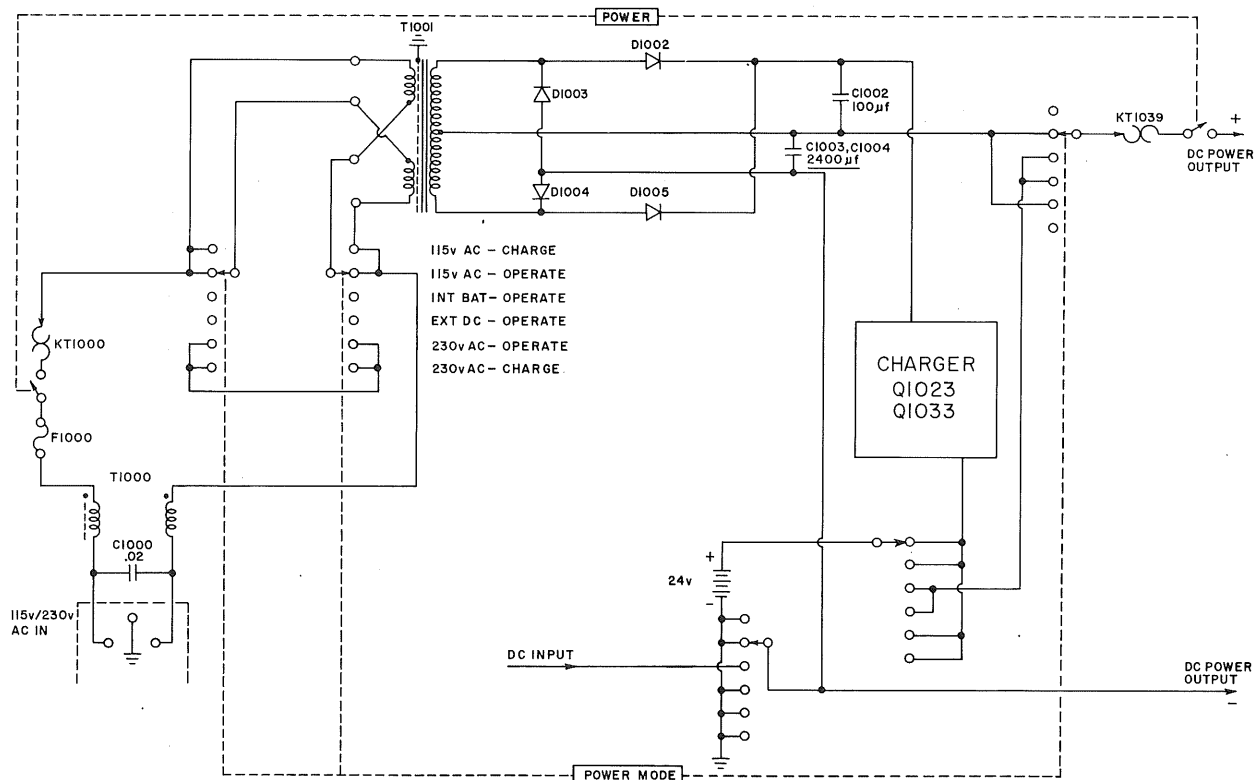 POWER
T1001
D1002
D1003
C1002
100µf
KT1039
+
DC POWER
OUTPUT
C1003,C1004
2400µf
D1004
D1005
115v AC – CHARGE
115v AC – OPERATE
INT BAT– OPERATE
EXT DC – OPERATE
230v AC– OPERATE
230v AC– CHARGE.
KT1000
CHARGER
Q1023
Q1033
F1000
T1000
C1000
.02
+
24v
–
115v/230v
AC IN
DC INPUT
DC POWER
OUTPUT
–
POWER MODE